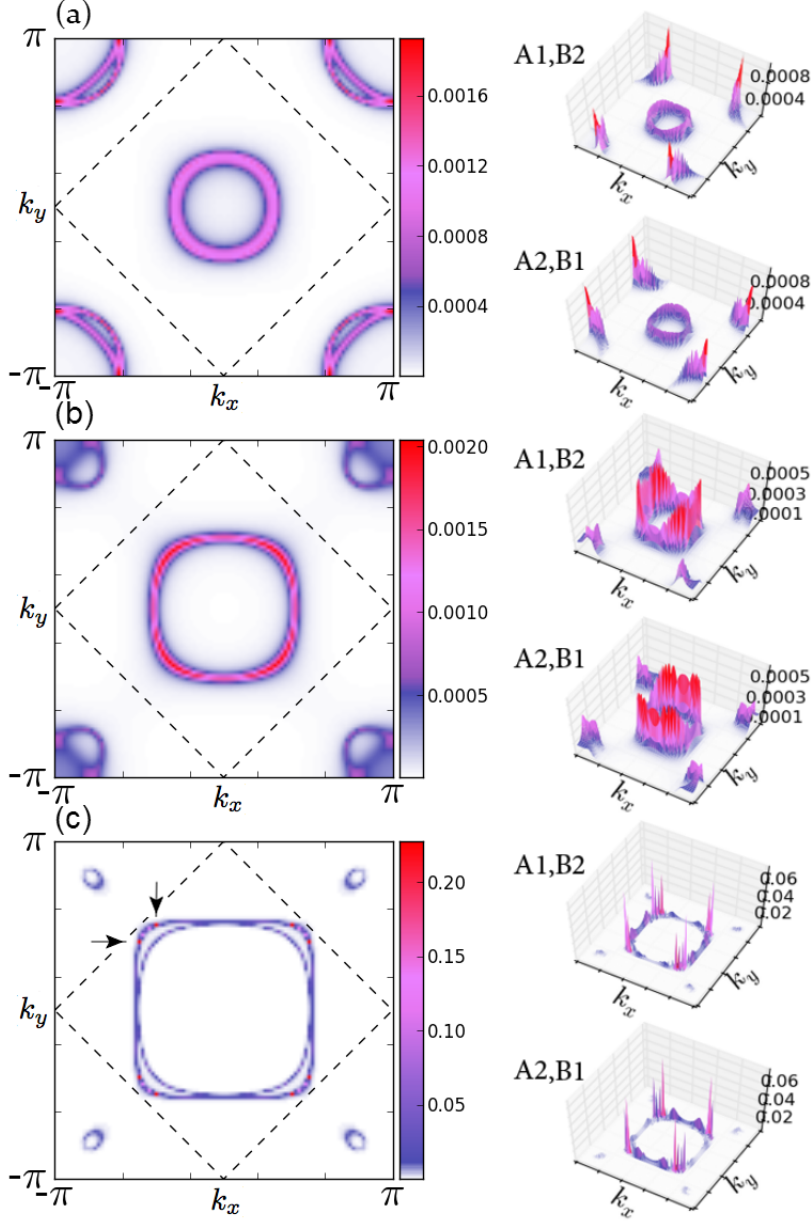 (a)
π
k_y
-π
-π
k_x
π
0.0016
0.0012
0.0008
0.0004
A1,B2
0.0008
0.0004
k_x
k_y
A2,B1
0.0008
0.0004
k_x
k_y
(b)
π
k_y
-π
-π
k_x
π
0.0020
0.0015
0.0010
0.0005
A1,B2
0.0005
0.0003
0.0001
k_x
k_y
A2,B1
0.0005
0.0003
0.0001
k_x
k_y
(c)
π
k_y
-π
-π
k_x
π
0.20
0.15
0.10
0.05
A1,B2
0.06
0.04
0.02
k_x
k_y
A2,B1
0.06
0.04
0.02
k_x
k_y